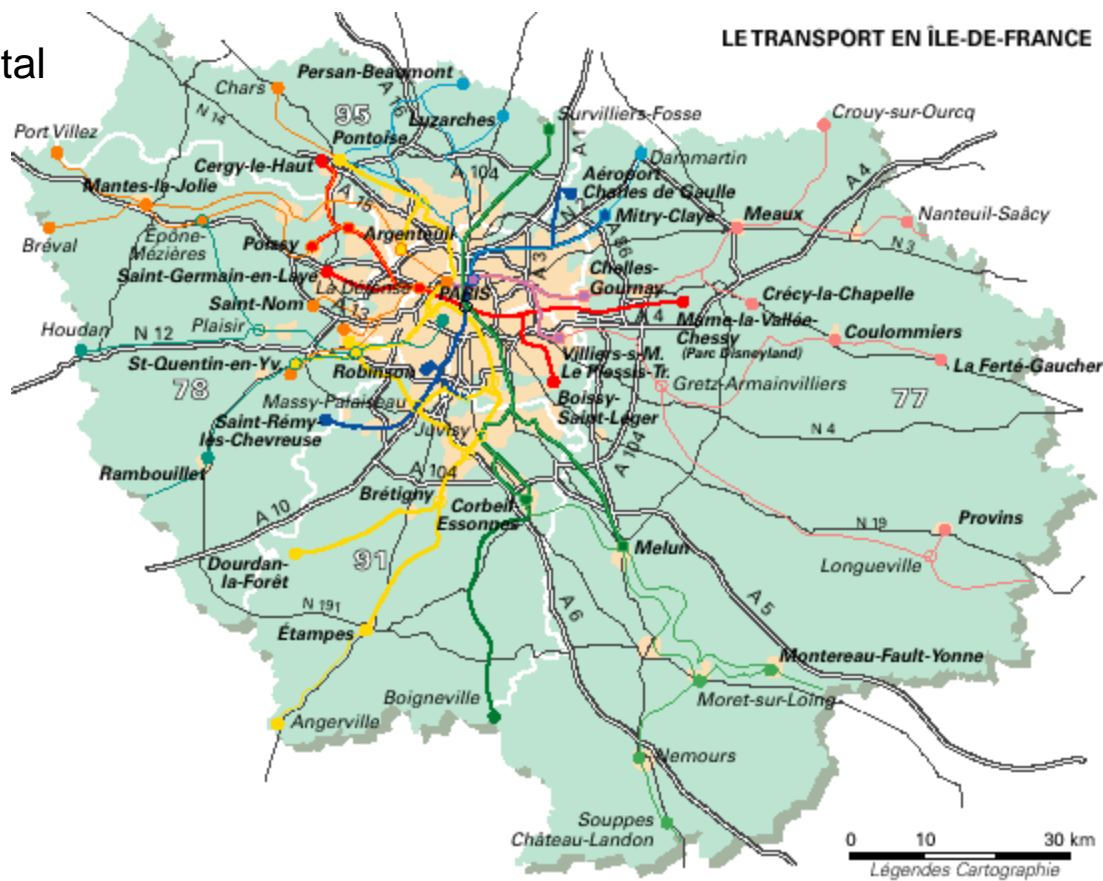 LE TRANSPORT EN ÎLE-DE-FRANCE
tal
Persan-Beaumont
Chars
A 16
95
Luzarches
Survilliers-Fosse
Crouy-sur-Ourcq
N 14
Port Villez
Pontoise
A 1
Cergy-le-Haut
Dammartin
A 4
A 104
Aéroport
Charles de Gaulle
Mantes-la-Jolie
A 15
Mitry-Claye
Meaux
Nanteuil-Saâcy
Bréval
Épône-
Mézières
Poissy
Argenteuil
A 3
N 3
Saint-Germain-en-Laye
La Défense
Chelles-
Gournay
PARIS
Crécy-la-Chapelle
Saint-Nom
A 13
A 4
Marne-la-Vallée-
Chessy
(Parc Disneyland)
Houdan
N 12
Plaisir
Coulommiers
St-Quentin-en-Yv.
Robinson
Villiers-s-M.
Le Plessis-Tr.
La Ferté-Gaucher
78
Gretz-Armainvilliers
77
Massy-Palaiseau
Boissy-
Saint-Léger
Saint-Rémy-
lès-Chevreuse
Juvisy
N 4
Rambouillet
A 104
A 104
Brétigny
Corbeil
Essonnes
A 10
N 19
Provins
Dourdan-
la-Forêt
91
Melun
Longueville
N 191
A 6
A 5
Étampes
Montereau-Fault-Yonne
Boigneville
Moret-sur-Loing
Angerville
Nemours
Souppes
Château-Landon
0 10 30 km
Légendes Cartographie